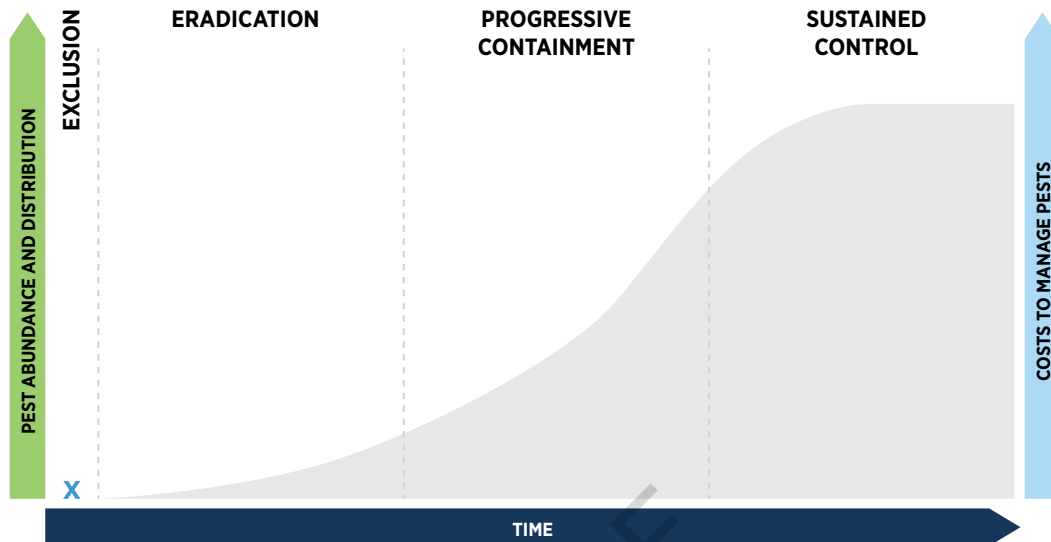 EXCLUSION
ERADICATION
PROGRESSIVE
CONTAINMENT
SUSTAINED
CONTROL
PEST ABUNDANCE AND DISTRIBUTION
COSTS TO MANAGE PESTS
X
TIME